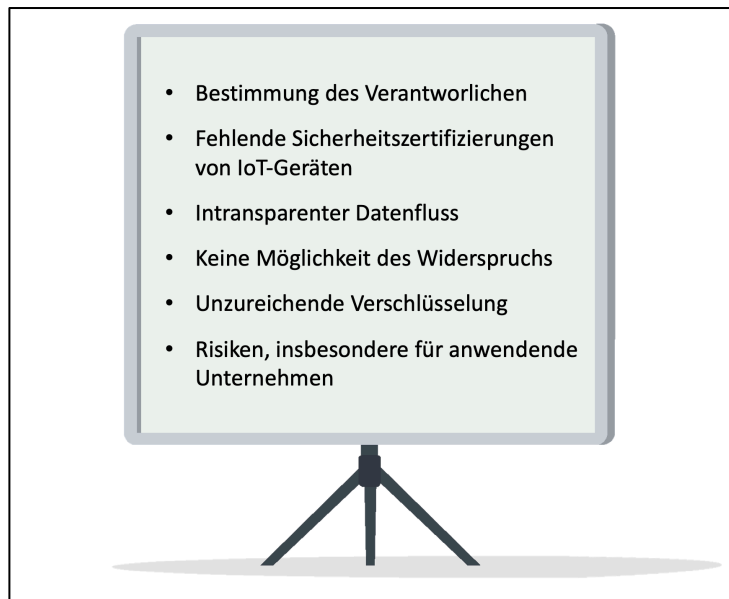 • Bestimmung des Verantworlichen
• Fehlende Sicherheitszertifizierungen
von IoT-Geräten
• Intransparenter Datenfluss
• Keine Möglichkeit des Widerspruchs
• Unzureichende Verschlüsselung
• Risiken, insbesondere für anwendende
Unternehmen